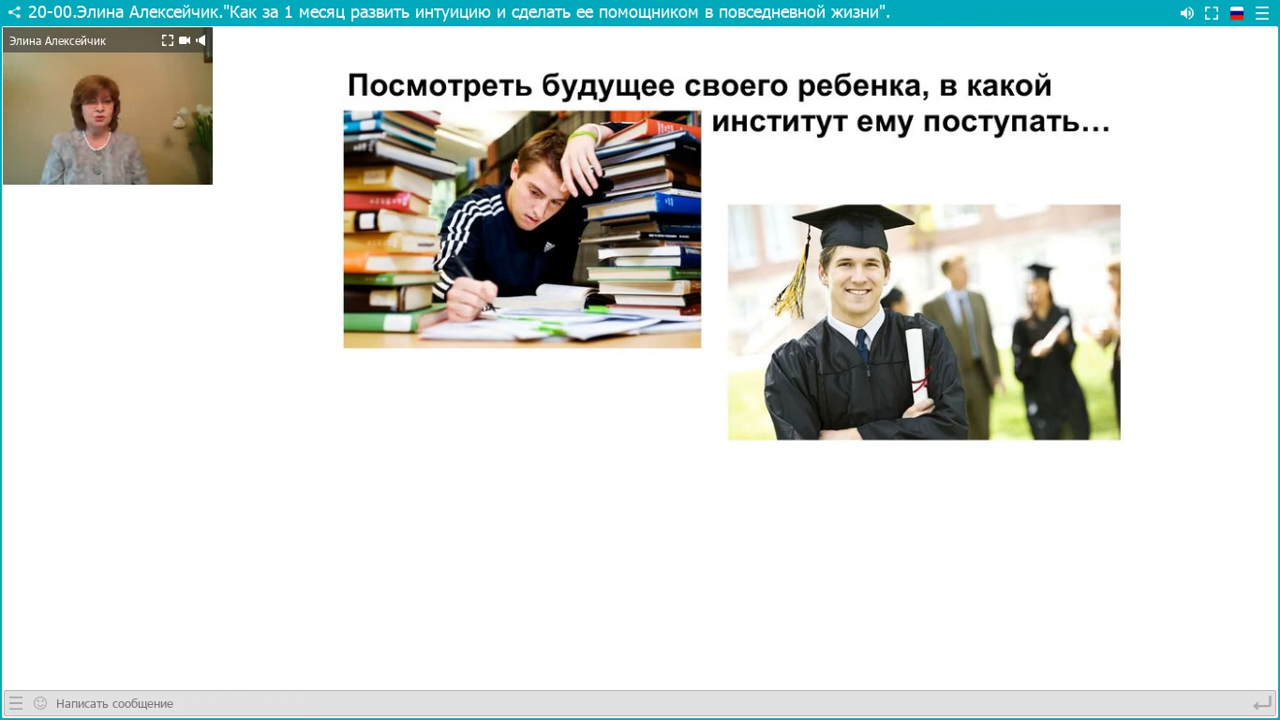 20-00.Элина Алексейчик."Как за 1 месяц развить интуицию и сделать ее помощником в повседневной жизни".
Элина Алексейчик
Посмотреть будущее своего ребенка, в какой
институт ему поступать...
Написать сообщение